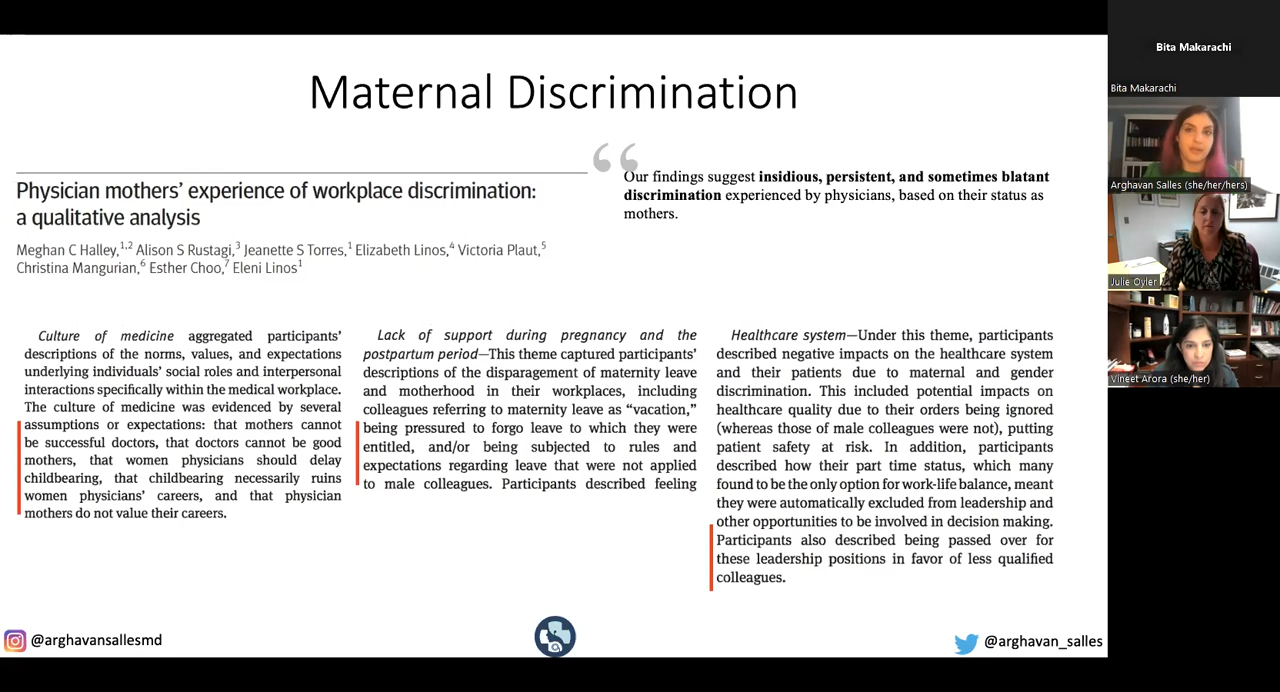 Maternal Discrimination
Physician mothers’ experience of workplace discrimination:
a qualitative analysis
Meghan C Halley,1,2 Alison S Rustagi,3 Jeanette S Torres,1 Elizabeth Linos,4 Victoria Plaut,5
Christina Mangurian,6 Esther Choo,7 Eleni Linos1
“
Our findings suggest insidious, persistent, and sometimes blatant
discrimination experienced by physicians, based on their status as
mothers.
Culture of medicine aggregated participants’
descriptions of the norms, values, and expectations
underlying individuals’ social roles and interpersonal
interactions specifically within the medical workplace.
The culture of medicine was evidenced by several
assumptions or expectations: that mothers cannot
be successful doctors, that doctors cannot be good
mothers, that women physicians should delay
childbearing, that childbearing necessarily ruins
women physicians’ careers, and that physician
mothers do not value their careers.
Lack of support during pregnancy and the
postpartum period—This theme captured participants’
descriptions of the disparagement of maternity leave
and motherhood in their workplaces, including
colleagues referring to maternity leave as “vacation,”
being pressured to forgo leave to which they were
entitled, and/or being subjected to rules and
expectations regarding leave that were not applied
to male colleagues. Participants described feeling
Healthcare system—Under this theme, participants
described negative impacts on the healthcare system
and their patients due to maternal and gender
discrimination. This included potential impacts on
healthcare quality due to their orders being ignored
(whereas those of male colleagues were not), putting
patient safety at risk. In addition, participants
described how their part time status, which many
found to be the only option for work-life balance, meant
they were automatically excluded from leadership and
other opportunities to be involved in decision making.
Participants also described being passed over for
these leadership positions in favor of less qualified
colleagues.
@arghavansallesmd
@arghavan_salles
Bita Makarachi
Bita Makarachi
Arghavan Salles (she/her/hers)
Julie Oyler
Vineet Arora (she/her)